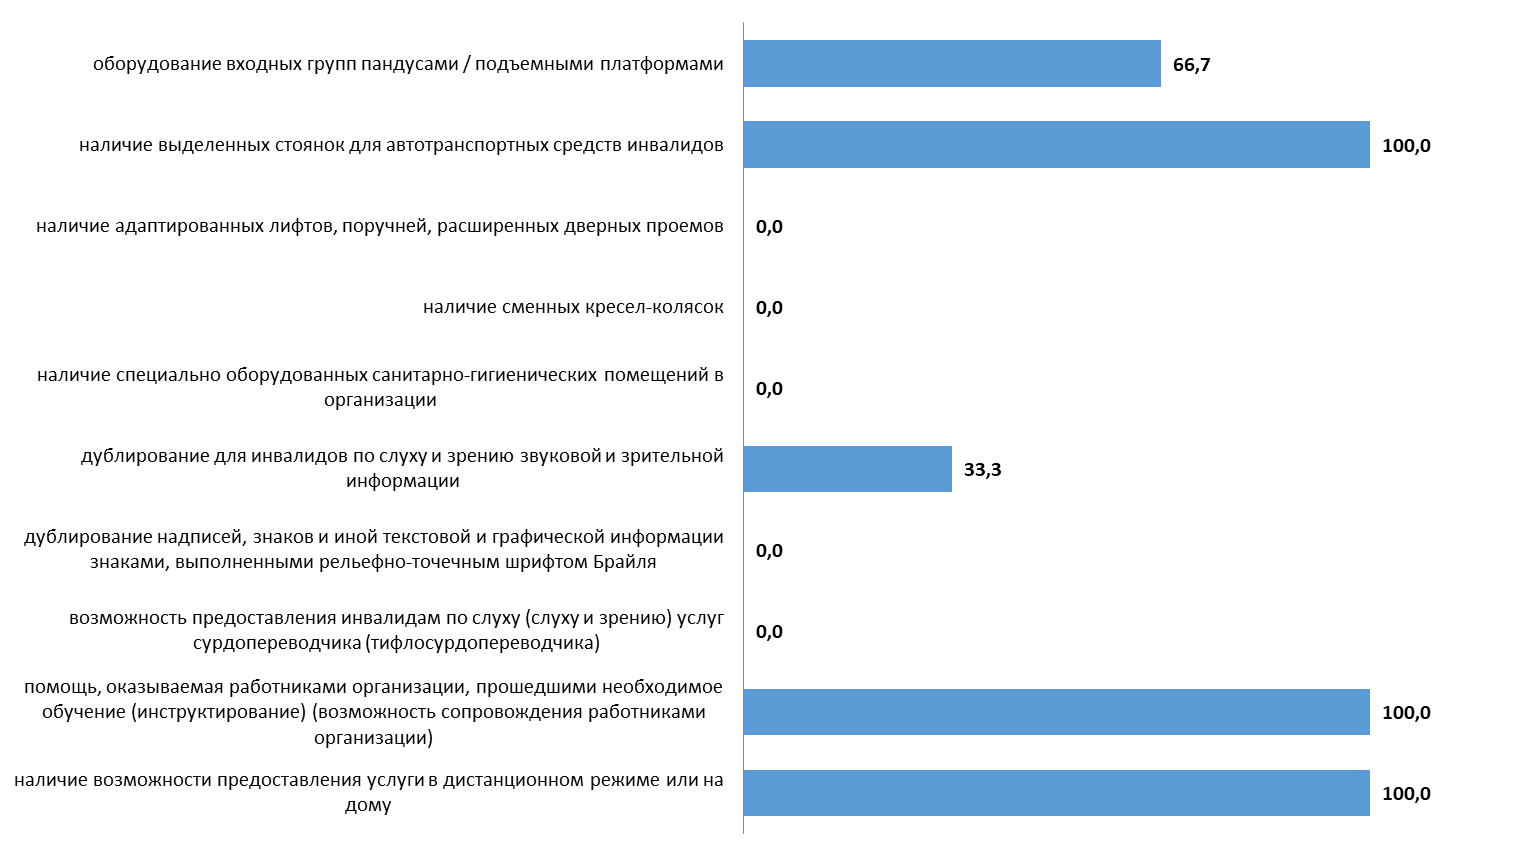 оборудование входных групп пандусами / подъемными платформами
66,7
наличие выделенных стоянок для автотранспортных средств инвалидов
100,0
наличие адаптированных лифтов, поручней, расширенных дверных проемов
0,0
наличие сменных кресел-колясок
0,0
наличие специально оборудованных санитарно-гигиенических помещений в
организации
0,0
дублирование для инвалидов по слуху и зрению звуковой и зрительной
информации
33,3
дублирование надписей, знаков и иной текстовой и графической информации
знаками, выполненными рельефно-точечным шрифтом Брайля
0,0
возможность предоставления инвалидам по слуху (слуху и зрению) услуг
сурдопереводчика (тифлосурдопереводчика)
0,0
помощь, оказываемая работниками организации, прошедшими необходимое
обучение (инструктирование) (возможность сопровождения работниками
организации)
100,0
наличие возможности предоставления услуги в дистанционном режиме или на
дому
100,0